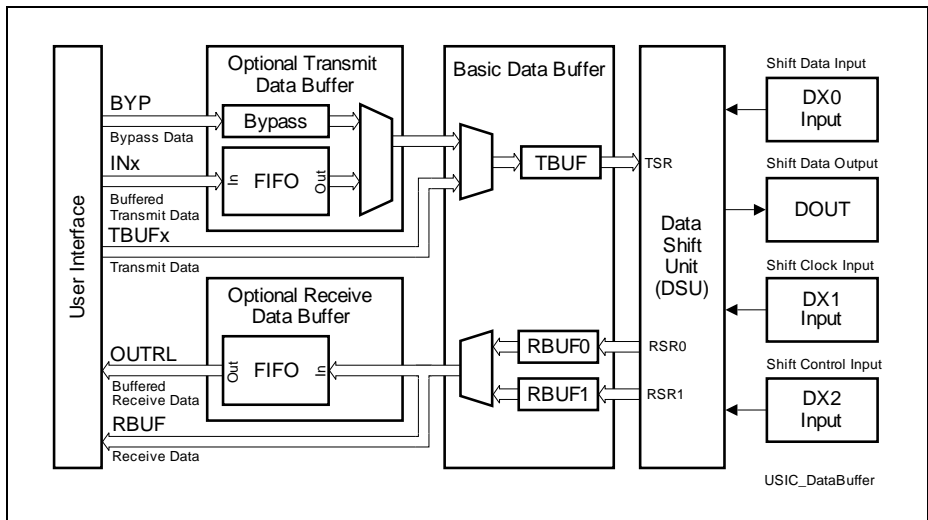 Optional Transmit
Data Buffer
Basic Data Buffer
Shift Data Input
BYP
Bypass
DX0
Input
Bypass Data
INx
In
FIFO
Out
TBUF
TSR
Shift Data Output
DOUT
Buffered
Transmit Data
TBUFx
Transmit Data
User Interface
Data
Shift
Unit
(DSU)
Shift Clock Input
DX1
Input
Optional Receive
Data Buffer
OUTRL
Out
FIFO
In
RBUF0
RSR0
Buffered
Receive Data
RBUF1
RSR1
Shift Control Input
DX2
Input
RBUF
Receive Data
USIC_DataBuffer